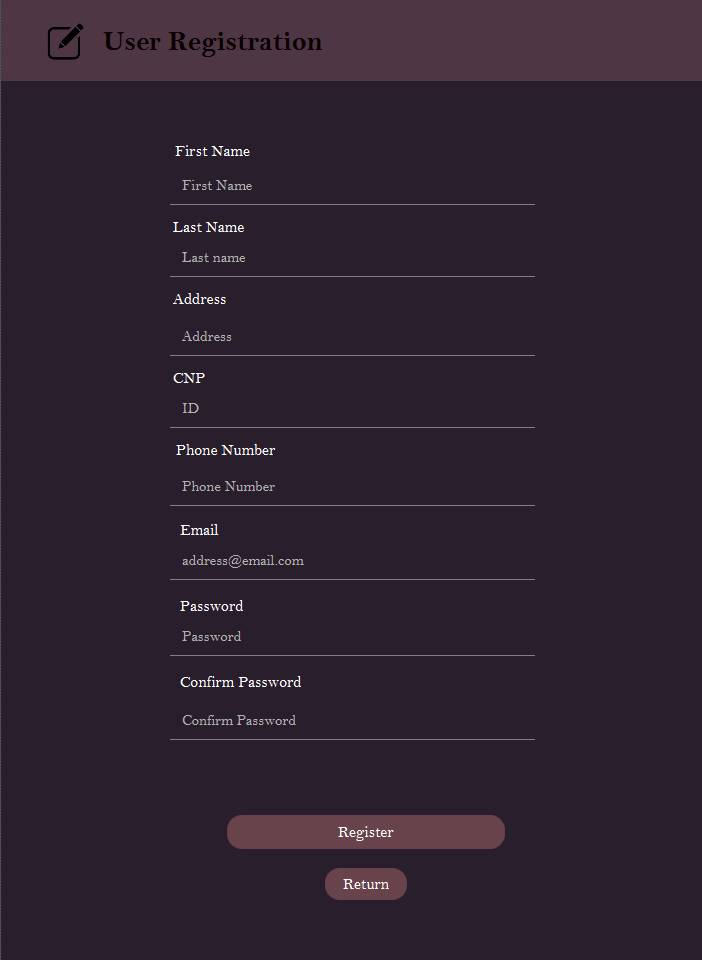 User Registration
First Name
First Name
Last Name
Last name
Address
Address
CNP
ID
Phone Number
Phone Number
Email
address@email.com
Password
Password
Confirm Password
Confirm Password
Register
Return